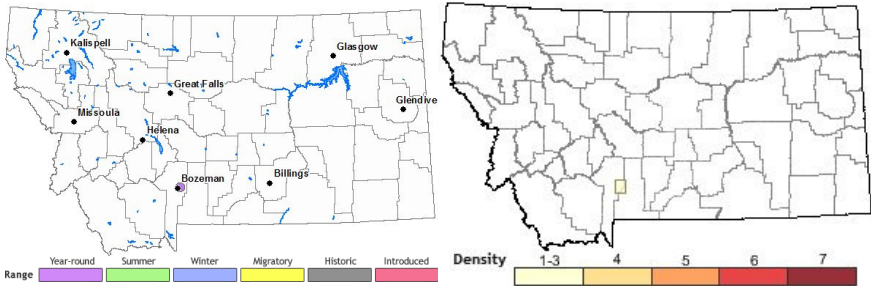 Kalispell
Glasgow
Great Falls
Glendive
Missoula
Helena
Bozeman
Billings
Year-round Summer Winter Migratory Historic Introduced
Range
Density 1-3 4 5 6 7